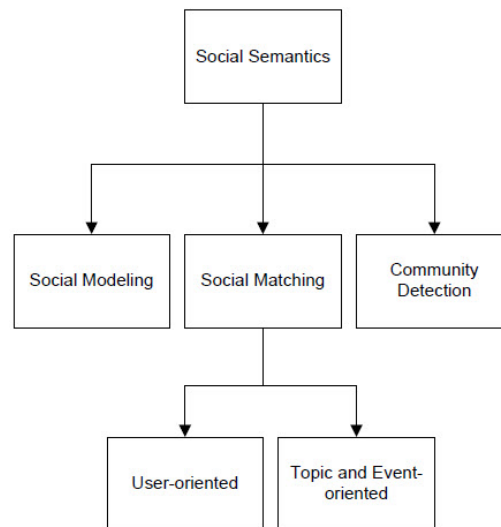 Social Semantics
Social Modeling
Social Matching
Community
Detection
User-oriented
Topic and Event-
oriented